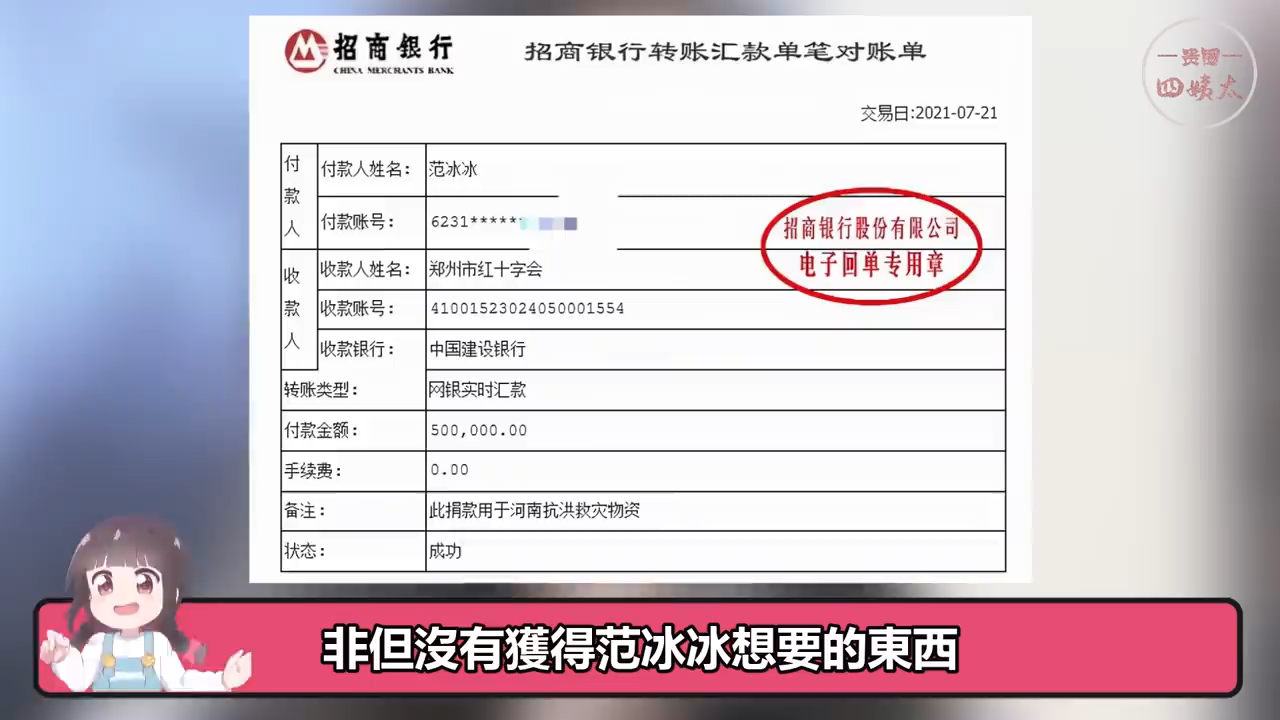 招商银行
CHINA MERCHANTS BANK
招商银行转账汇款单笔对账单
贵圈
四姨太
交易日:2021-07-21
付款人
付款人姓名: 范冰冰
付款账号: 6231******
招商银行股份有限公司
电子回单专用章
收款人
收款人姓名: 郑州市红十字会
收款账号: 41001523024050001554
收款银行: 中国建设银行
转账类型: 网银实时汇款
付款金额: 500,000.00
手续费: 0.00
备注: 此捐款用于河南抗洪救灾物资
状态: 成功
非但沒有獲得范冰冰想要的東西